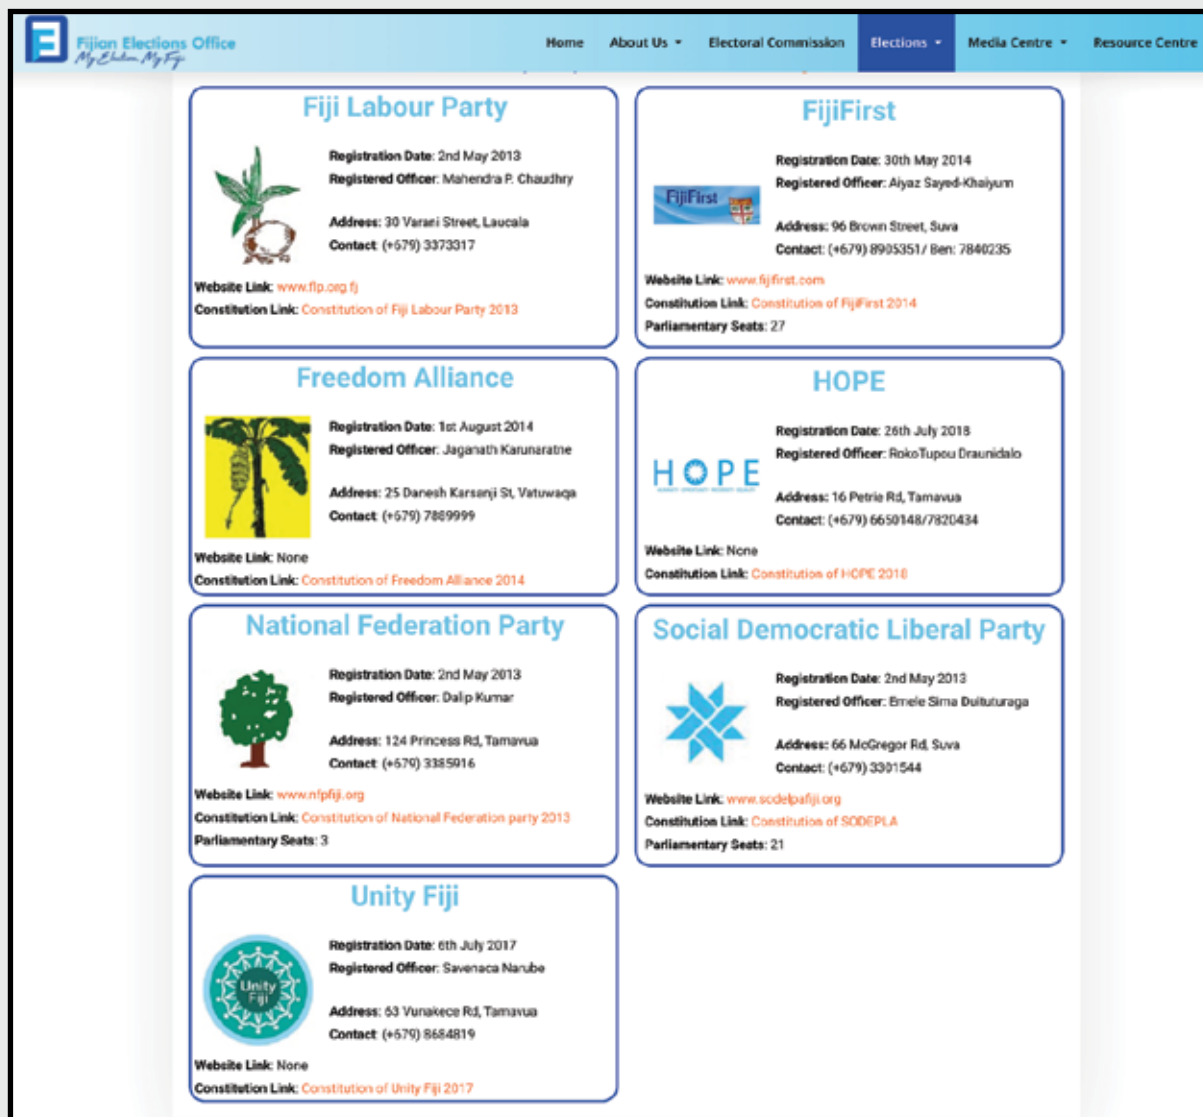 Fijian Elections Office
My Election, My Fiji
Home About Us Electoral Commission Elections Media Centre Resource Centre
Fiji Labour Party
Registration Date: 2nd May 2013
Registered Officer: Mahendra P. Chaudhry
Address: 30 Varani Street, Laucala
Contact: (+679) 3373317
Website Link: www.flp.org.fj
Constitution Link: Constitution of Fiji Labour Party 2013
FijiFirst
FijiFirst
Registration Date: 30th May 2014
Registered Officer: Aiyaz Sayed-Khaiyum
Address: 96 Brown Street, Suva
Contact: (+679) 8905351/ Ben: 7840235
Website Link: www.fijifirst.com
Constitution Link: Constitution of FijiFirst 2014
Parliamentary Seats: 27
Freedom Alliance
Registration Date: 1st August 2014
Registered Officer: Jaganath Karunaratne
Address: 25 Danesh Karsanji St, Vatuwaqa
Contact: (+679) 7889999
Website Link: None
Constitution Link: Constitution of Freedom Alliance 2014
HOPE
HOPE
Registration Date: 26th July 2018
Registered Officer: RokoTupou Draunidalo
Address: 16 Petrie Rd, Tamavua
Contact: (+679) 6650148/7820434
Website Link: None
Constitution Link: Constitution of HOPE 2018
National Federation Party
Registration Date: 2nd May 2013
Registered Officer: Dalip Kumar
Address: 124 Princess Rd, Tamavua
Contact: (+679) 3385916
Website Link: www.nfpfiji.org
Constitution Link: Constitution of National Federation party 2013
Parliamentary Seats: 3
Social Democratic Liberal Party
Registration Date: 2nd May 2013
Registered Officer: Emele Sima Duituturaga
Address: 66 McGregor Rd, Suva
Contact: (+679) 3301544
Website Link: www.sodelpafiji.org
Constitution Link: Constitution of SODEPLA
Parliamentary Seats: 21
Unity Fiji
Unity
Fiji
Registration Date: 6th July 2017
Registered Officer: Savenaca Narube
Address: 63 Vunakece Rd, Tamavua
Contact: (+679) 8684819
Website Link: None
Constitution Link: Constitution of Unity Fiji 2017